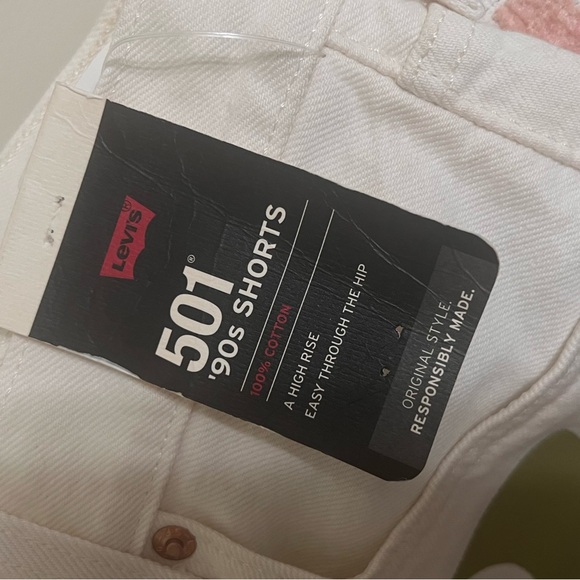 Levi's®
501®
'90s SHORTS
100% COTTON
A HIGH RISE
EASY THROUGH THE HIP
ORIGINAL STYLE.
RESPONSIBLY MADE.